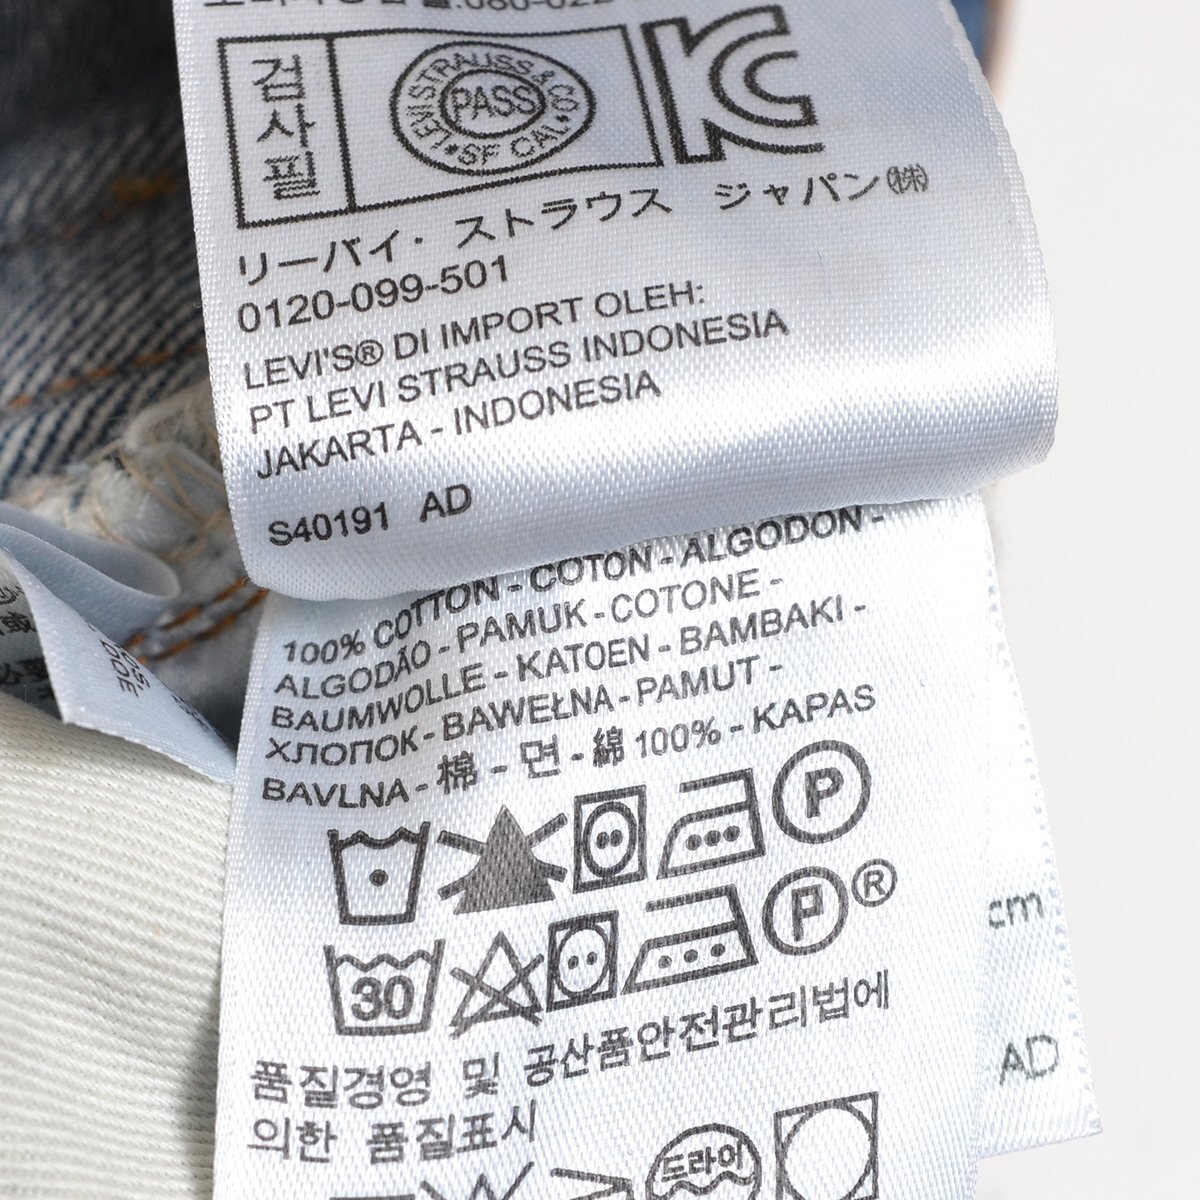 검사필
LEVI STRAUSS & CO
PASS
SF CAL
KC
リーバイ・ストラウス ジャパン㈱
0120-099-501
LEVI'S® DI IMPORT OLEH:
PT LEVI STRAUSS INDONESIA
JAKARTA - INDONESIA
S40191 AD
100% COTTON - COTON - ALGODON -
ALGODÃO - PAMUK - COTONE -
BAUMWOLLE - KATOEN - BAMBAKI -
ХЛОПОК - BAWEŁNA - PAMUT -
BAVLNA - 棉 - 면 - 綿 100% - KAPAS
P
30
P
®
cm
품질경영 및 공산품안전관리법에
의한 품질표시
AD
드라이